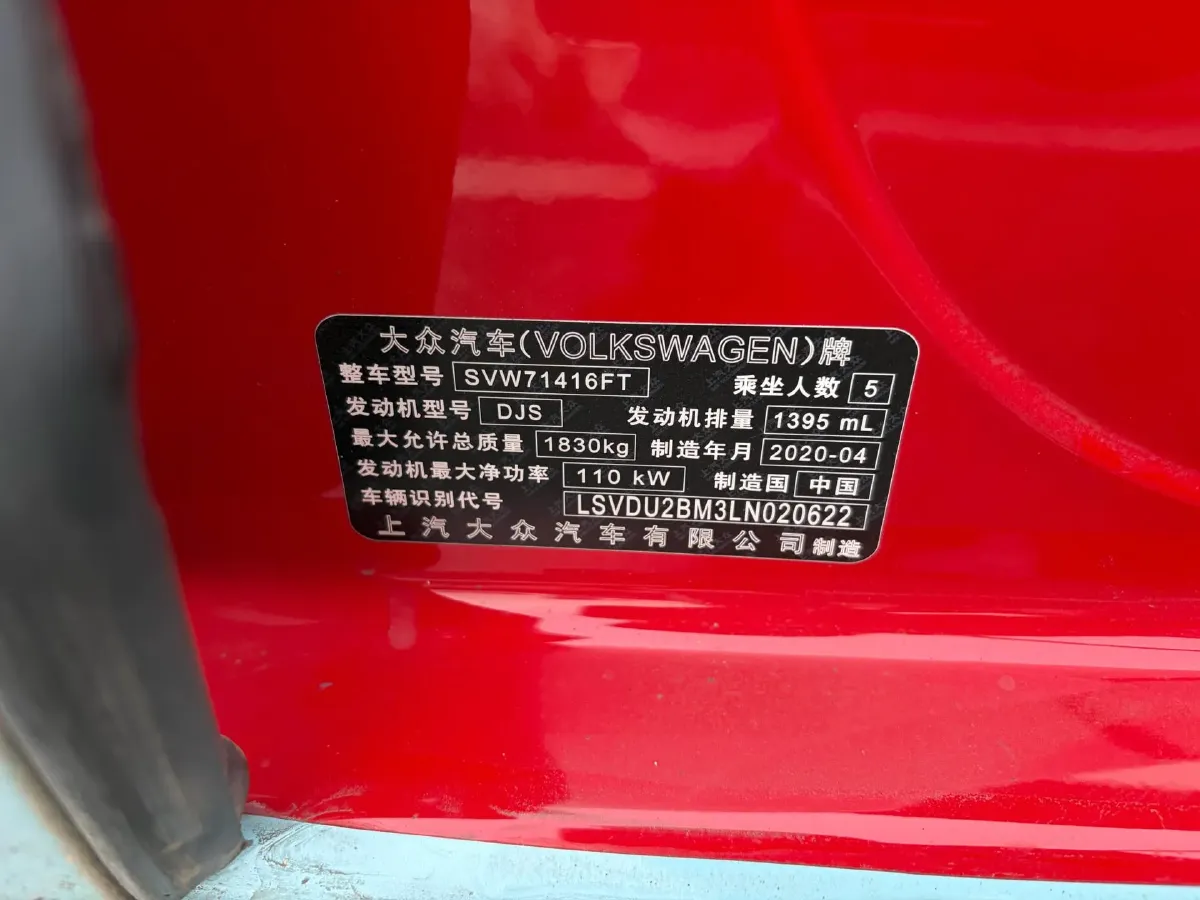 大众汽车(VOLKSWAGEN)牌
整车型号 SVW71416FT 乘坐人数 5
发动机型号 DJS 发动机排量 1395 mL
最大允许总质量 1830kg 制造年月 2020-04
发动机最大净功率 110 kW 制造国 中国
车辆识别代号 LSVDU2BM3LN020622
上汽大众汽车有限公司制造